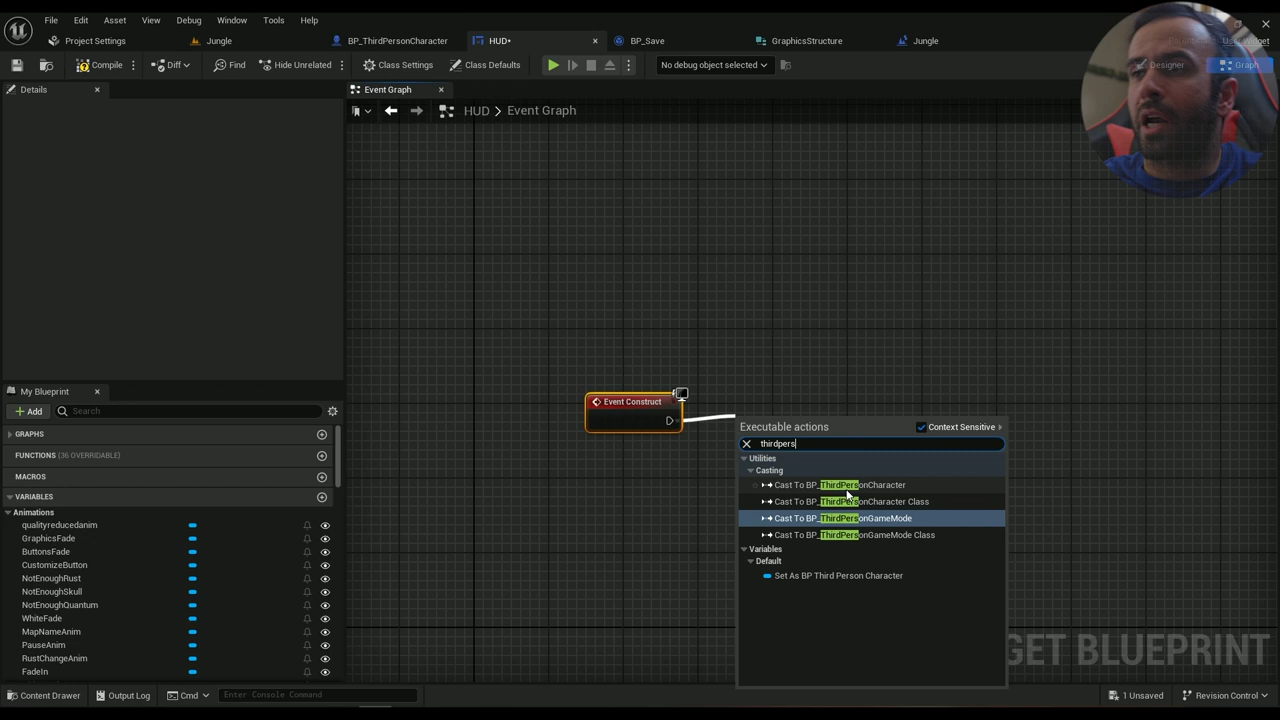 File Edit Asset View Debug Window Tools Help
Project Settings Jungle BP_ThirdPersonCharacter HUD• BP_Save GraphicsStructure Jungle User Widget
Compile Diff Find Hide Unrelated Class Settings Class Defaults No debug object selected Designer Graph
Details Event Graph
HUD > Event Graph
My Blueprint
Add Search
GRAPHS
FUNCTIONS (36 OVERRIDABLE)
MACROS
VARIABLES
Animations
qualityreducedanim
GraphicsFade
ButtonsFade
CustomizeButton
NotEnoughRust
NotEnoughSkull
NotEnoughQuantum
WhiteFade
MapNameAnim
PauseAnim
RustChangeAnim
FadeIn
Event Construct
Executable actions Context Sensitive
thirdpers
Utilities
Casting
Cast To BP_ThirdPersonCharacter
Cast To BP_ThirdPersonCharacter Class
Cast To BP_ThirdPersonGameMode
Cast To BP_ThirdPersonGameMode Class
Variables
Default
Set As BP Third Person Character
GET BLUEPRINT
Content Drawer Output Log Cmd Enter Console Command 1 Unsaved Revision Control